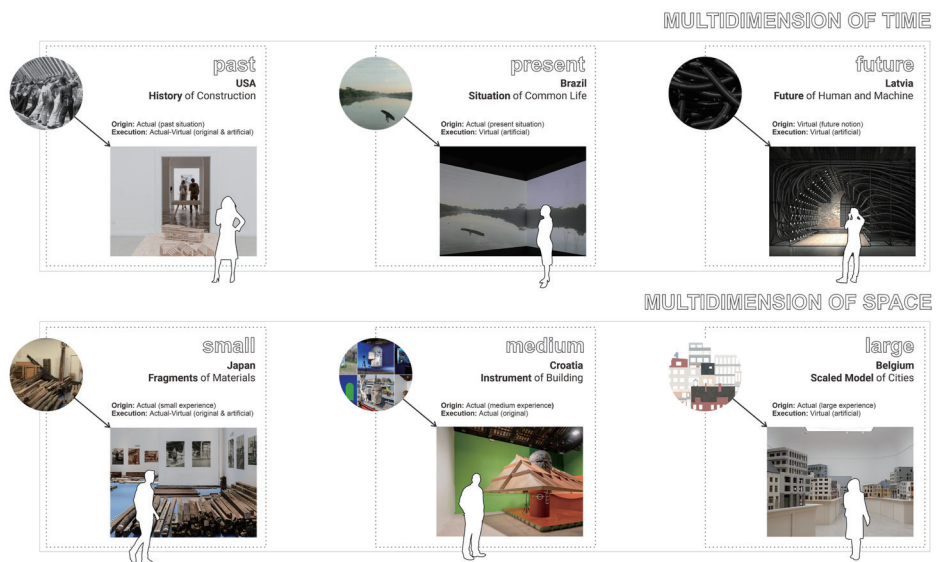 MULTIDIMENSION OF TIME
past
USA
History of Construction
Origin: Actual (past situation)
Execution: Actual-Virtual (original & artificial)
present
Brazil
Situation of Common Life
Origin: Actual (present situation)
Execution: Virtual (artificial)
future
Latvia
Future of Human and Machine
Origin: Virtual (future notion)
Execution: Virtual (artificial)
MULTIDIMENSION OF SPACE
small
Japan
Fragments of Materials
Origin: Actual (small experience)
Execution: Actual-Virtual (original & artificial)
medium
Croatia
Instrument of Building
Origin: Actual (medium experience)
Execution: Actual (original)
large
Belgium
Scaled Model of Cities
Origin: Actual (large experience)
Execution: Virtual (artificial)